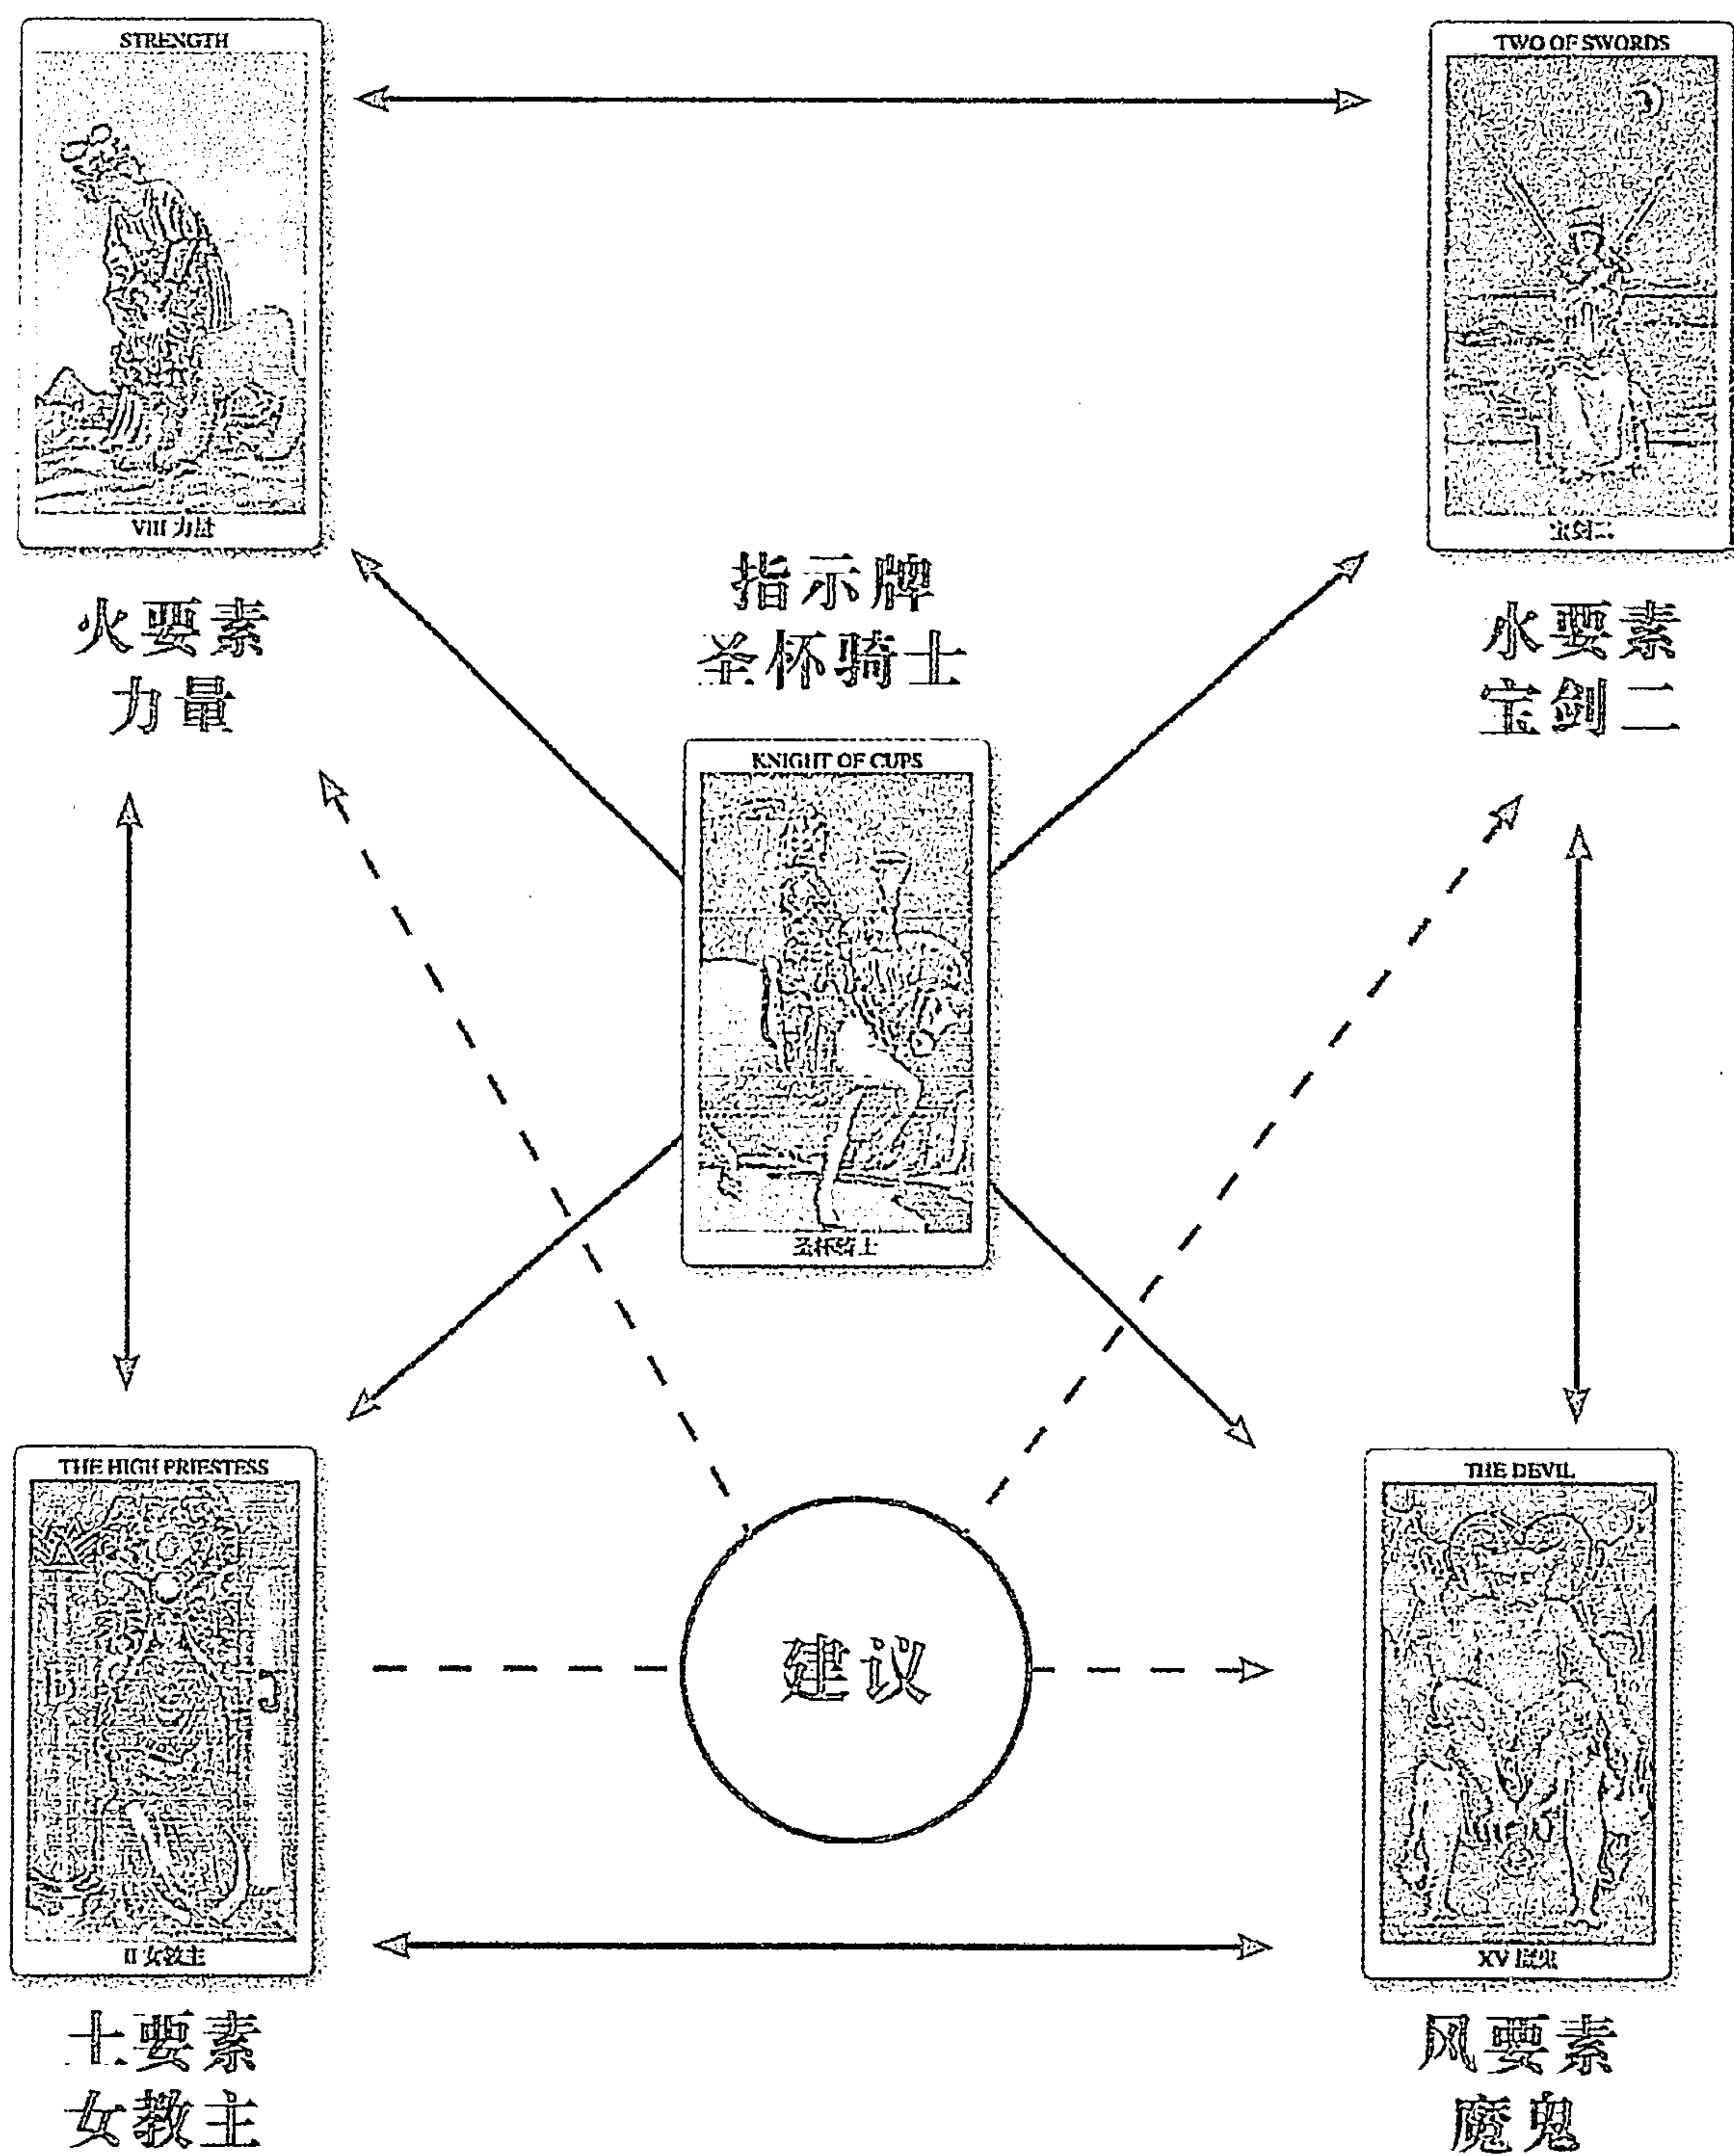 STRENGTH
VIII 力量
火要素
力量
TWO OF SWORDS
宝剑二
水要素
宝剑二
指示牌
圣杯骑士
KNIGHT OF CUPS
圣杯骑士
THE HIGH PRIESTESS
B
J
II 女教主
土要素
女教主
建议
THE DEVIL
XV 魔鬼
风要素
魔鬼